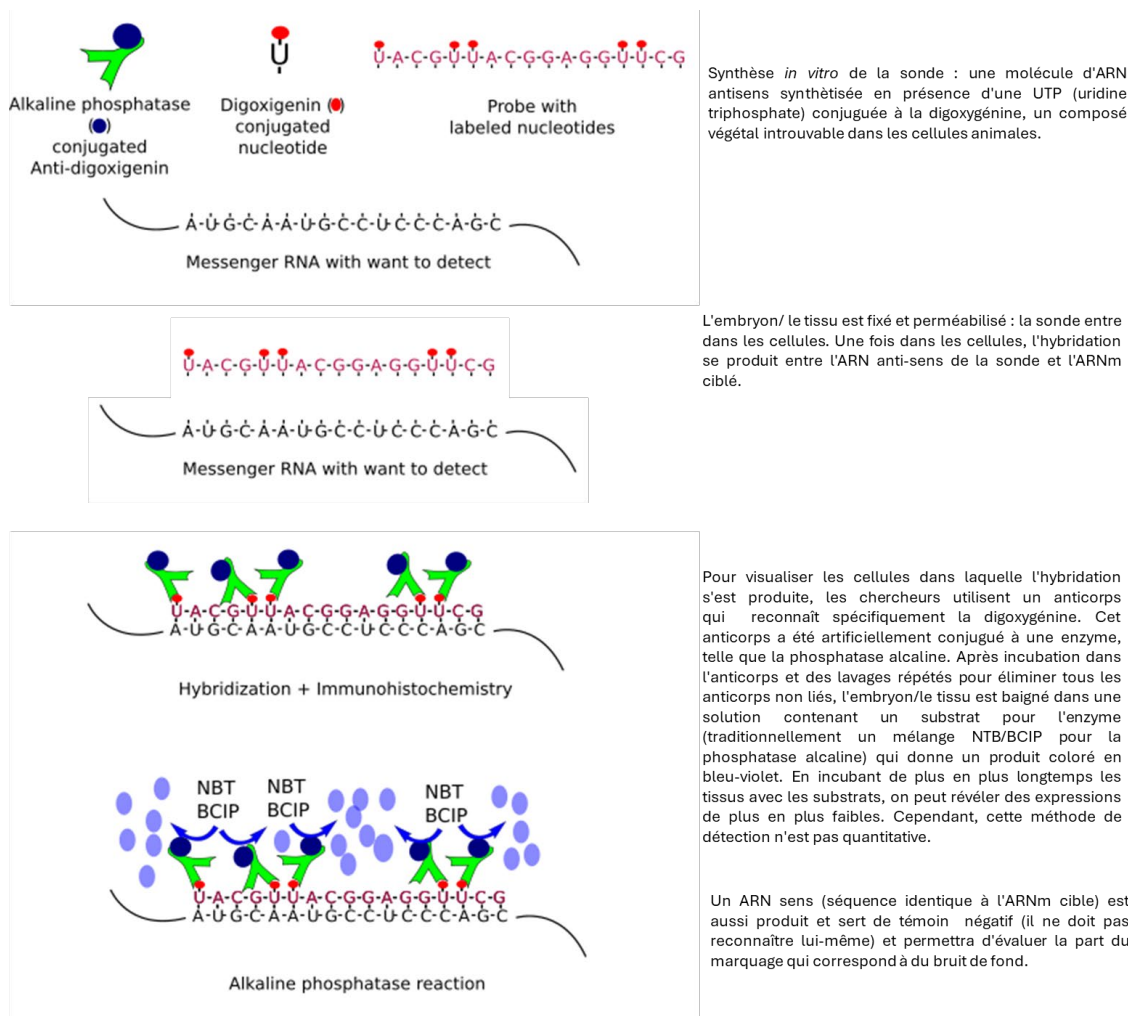 Alkaline phosphatase
( )
conjugated
Anti-digoxigenin
U
Digoxigenin ( )
conjugated
nucleotide
U-A-C-G-U-U-A-C-G-G-A-G-G-U-U-C-G
Probe with
labeled nucleotides
A-U-G-C-A-A-U-G-C-C-U-C-C-C-A-G-C
Messenger RNA with want to detect
Synthèse in vitro de la sonde : une molécule d'ARN
antisens synthètisée en présence d'une UTP (uridine
triphosphate) conjuguée à la digoxygénine, un composé
végétal introuvable dans les cellules animales.
U-A-C-G-U-U-A-C-G-G-A-G-G-U-U-C-G
A-U-G-C-A-A-U-G-C-C-U-C-C-C-A-G-C
Messenger RNA with want to detect
L'embryon/ le tissu est fixé et perméabilisé : la sonde entre
dans les cellules. Une fois dans les cellules, l'hybridation
se produit entre l'ARN anti-sens de la sonde et l'ARNm
ciblé.
U-A-C-G-U-U-A-C-G-G-A-G-G-U-U-C-G
A-U-G-C-A-A-U-G-C-C-U-C-C-C-A-G-C
Hybridization + Immunohistochemistry
NBT
BCIP
NBT
BCIP
NBT
BCIP
U-A-C-G-U-U-A-C-G-G-A-G-G-U-U-C-G
A-U-G-C-A-A-U-G-C-C-U-C-C-C-A-G-C
Alkaline phosphatase reaction
Pour visualiser les cellules dans laquelle l'hybridation
s'est produite, les chercheurs utilisent un anticorps
qui reconnaît spécifiquement la digoxygénine. Cet
anticorps a été artificiellement conjugué à une enzyme,
telle que la phosphatase alcaline. Après incubation dans
l'anticorps et des lavages répétés pour éliminer tous les
anticorps non liés, l'embryon/le tissu est baigné dans une
solution contenant un substrat pour l'enzyme
(traditionnellement un mélange NTB/BCIP pour la
phosphatase alcaline) qui donne un produit coloré en
bleu-violet. En incubant de plus en plus longtemps les
tissus avec les substrats, on peut révéler des expressions
de plus en plus faibles. Cependant, cette méthode de
détection n'est pas quantitative.
Un ARN sens (séquence identique à l'ARNm cible) est
aussi produit et sert de témoin négatif (il ne doit pas
reconnaître lui-même) et permettra d'évaluer la part du
marquage qui correspond à du bruit de fond.